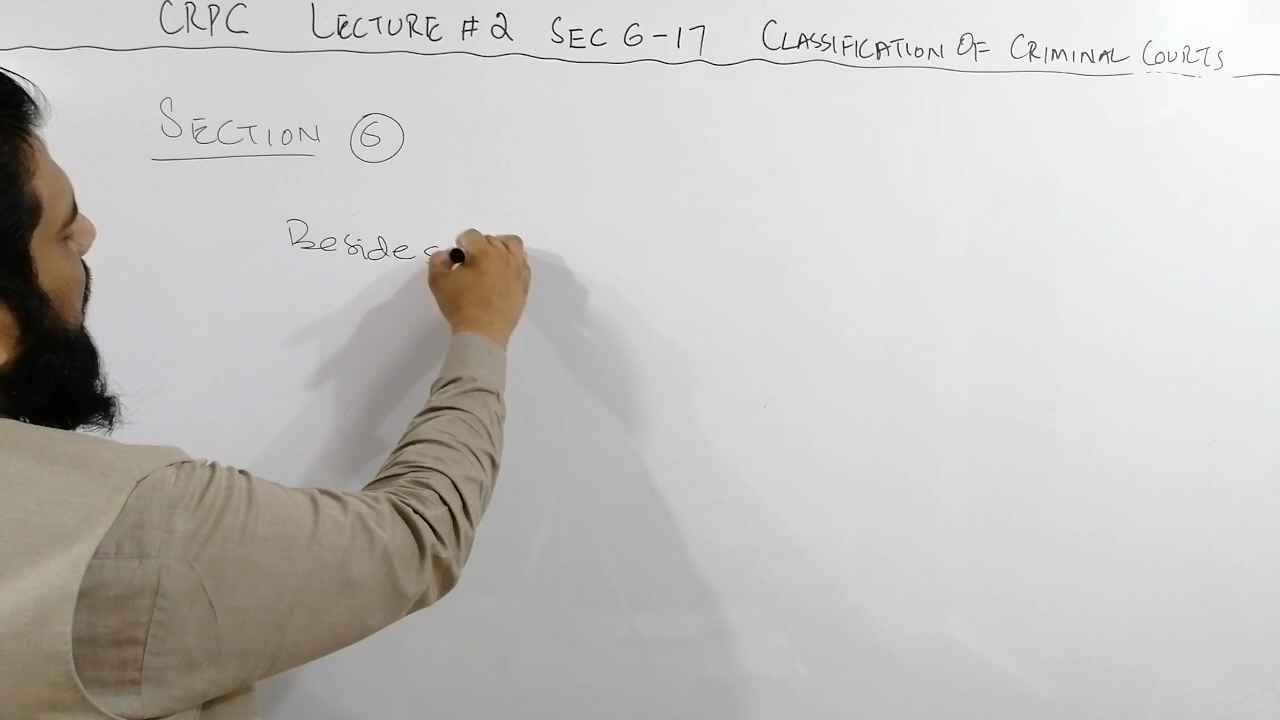 CRPC LECTURE #2 SEC 6-17 CLASSIFICATION OF CRIMINAL COURTS
SECTION 6
Besides